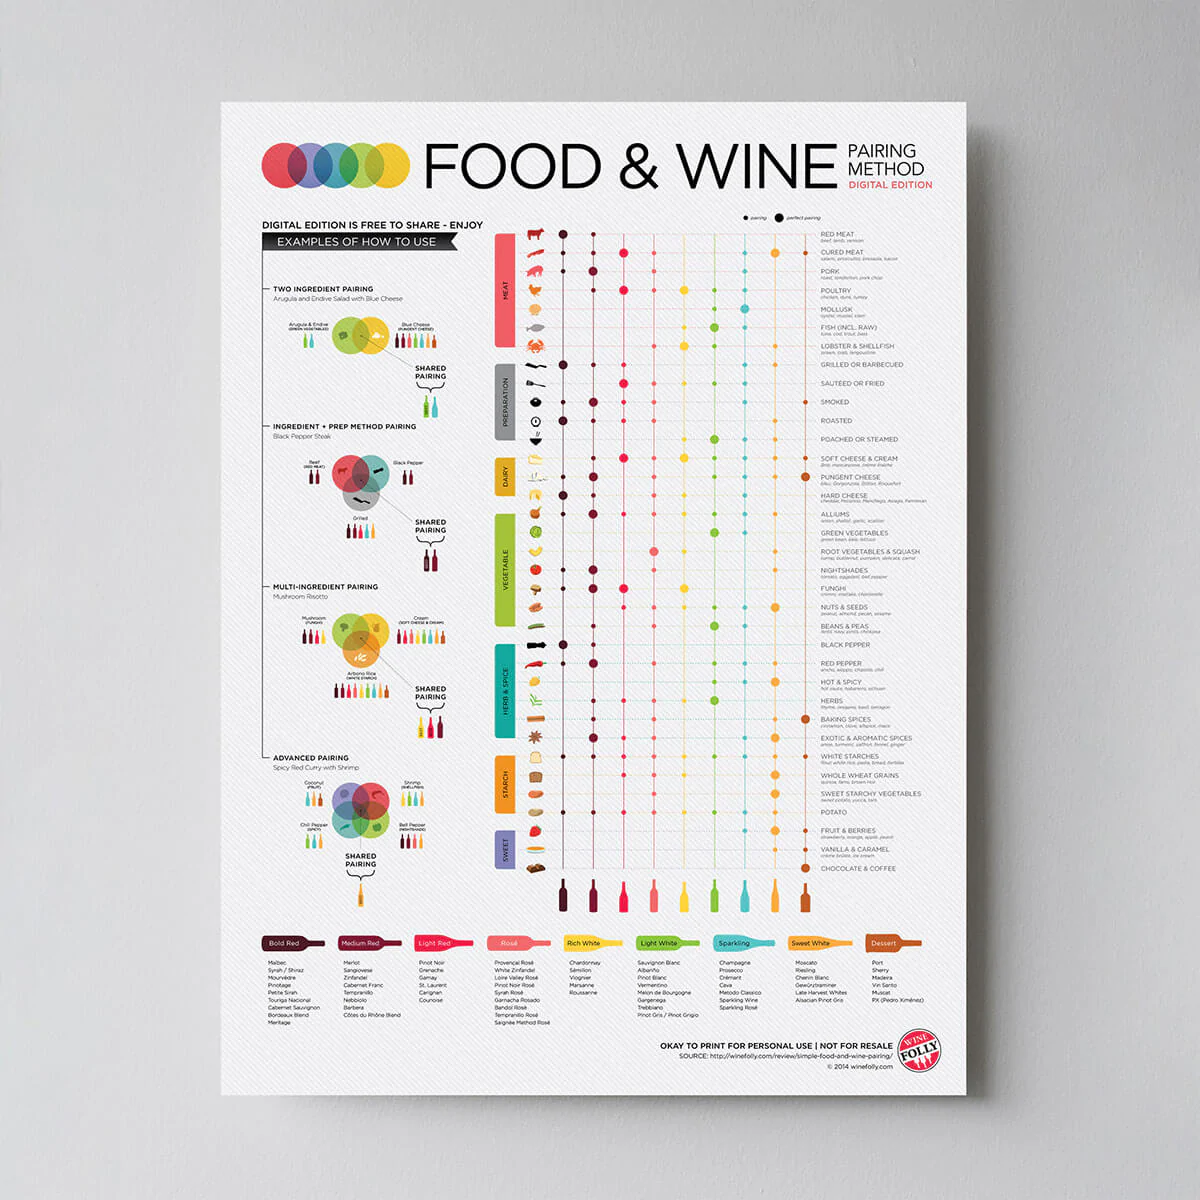 FOOD & WINE
PAIRING
METHOD
DIGITAL EDITION
DIGITAL EDITION IS FREE TO SHARE - ENJOY
EXAMPLES OF HOW TO USE
TWO INGREDIENT PAIRING
Arugula and Endive Salad with Blue Cheese
Arugula & Endive
(GREEN VEGETABLES)
Blue Cheese
(PUNGENT CHEESE)
SHARED
PAIRING
INGREDIENT + PREP METHOD PAIRING
Black Pepper Steak
Beef
(RED MEAT)
Black Pepper
Grilled
SHARED
PAIRING
MULTI-INGREDIENT PAIRING
Mushroom Risotto
Mushroom
(FUNGHI)
Cream
(SOFT CHEESE & CREAM)
Arborio Rice
(WHITE STARCH)
SHARED
PAIRING
ADVANCED PAIRING
Spicy Red Curry with Shrimp
Coconut
(FRUIT)
Shrimp
(SHELLFISH)
Chili Pepper
(SPICY)
Bell Pepper
(NIGHTSHADE)
SHARED
PAIRING
pairing
perfect pairing
MEAT
PREPARATION
DAIRY
VEGETABLE
HERB & SPICE
STARCH
SWEET
RED MEAT
beef, lamb, venison
CURED MEAT
salami, prosciutto, bresaola, bacon
PORK
roast, tenderloin, pork chop
POULTRY
chicken, duck, turkey
MOLLUSK
oyster, mussel, clam
FISH (INCL. RAW)
tuna, cod, trout, bass
LOBSTER & SHELLFISH
prawn, crab, langoustine
GRILLED OR BARBECUED
SAUTÉED OR FRIED
SMOKED
ROASTED
POACHED OR STEAMED
SOFT CHEESE & CREAM
Brie, mascarpone, crème fraîche
PUNGENT CHEESE
bleu, Gorgonzola, Stilton, Roquefort
HARD CHEESE
cheddar, Pecorino, Manchego, Asiago, Parmesan
ALLIUMS
onion, shallot, garlic, scallion
GREEN VEGETABLES
green bean, kale, lettuce
ROOT VEGETABLES & SQUASH
turnip, butternut, pumpkin, delicata, carrot
NIGHTSHADES
tomato, eggplant, bell pepper
FUNGHI
crimini, maitake, chanterelle
NUTS & SEEDS
peanut, almond, pecan, sesame
BEANS & PEAS
lentil, navy, pinto, chickpea
BLACK PEPPER
RED PEPPER
ancho, aleppo, chipotle, chili
HOT & SPICY
hot sauce, habanero, sichuan
HERBS
thyme, oregano, basil, tarragon
BAKING SPICES
cinnamon, clove, allspice, mace
EXOTIC & AROMATIC SPICES
anise, turmeric, saffron, fennel, ginger
WHITE STARCHES
flour, white rice, pasta, bread, tortillas
WHOLE WHEAT GRAINS
quinoa, farro, brown rice
SWEET STARCHY VEGETABLES
sweet potato, yucca, taro
POTATO
FRUIT & BERRIES
strawberry, orange, apple, peach
VANILLA & CARAMEL
crème brûlée, ice cream
CHOCOLATE & COFFEE
Bold Red
Malbec
Syrah / Shiraz
Mourvèdre
Pinotage
Petite Sirah
Touriga Nacional
Cabernet Sauvignon
Bordeaux Blend
Meritage
Medium Red
Merlot
Sangiovese
Zinfandel
Cabernet Franc
Tempranillo
Nebbiolo
Barbera
Côtes du Rhône Blend
Light Red
Pinot Noir
Grenache
Gamay
St. Laurent
Carignan
Counoise
Rosé
Provençal Rosé
White Zinfandel
Loire Valley Rosé
Pinot Noir Rosé
Syrah Rosé
Garnacha Rosado
Bandol Rosé
Tempranillo Rosé
Saignée Method Rosé
Rich White
Chardonnay
Sémillon
Viognier
Marsanne
Roussanne
Light White
Sauvignon Blanc
Albariño
Pinot Blanc
Vermentino
Melon de Bourgogne
Garganega
Trebbiano
Pinot Gris / Pinot Grigio
Sparkling
Champagne
Prosecco
Crémant
Cava
Metodo Classico
Sparkling Wine
Sparkling Rosé
Sweet White
Moscato
Riesling
Chenin Blanc
Gewürztraminer
Late Harvest Whites
Alsacian Pinot Gris
Dessert
Port
Sherry
Madeira
Vin Santo
Muscat
PX (Pedro Ximénez)
OKAY TO PRINT FOR PERSONAL USE | NOT FOR RESALE
SOURCE: http://winefolly.com/review/simple-food-and-wine-pairing/
© 2014 winefolly.com
WINE
FOLLY